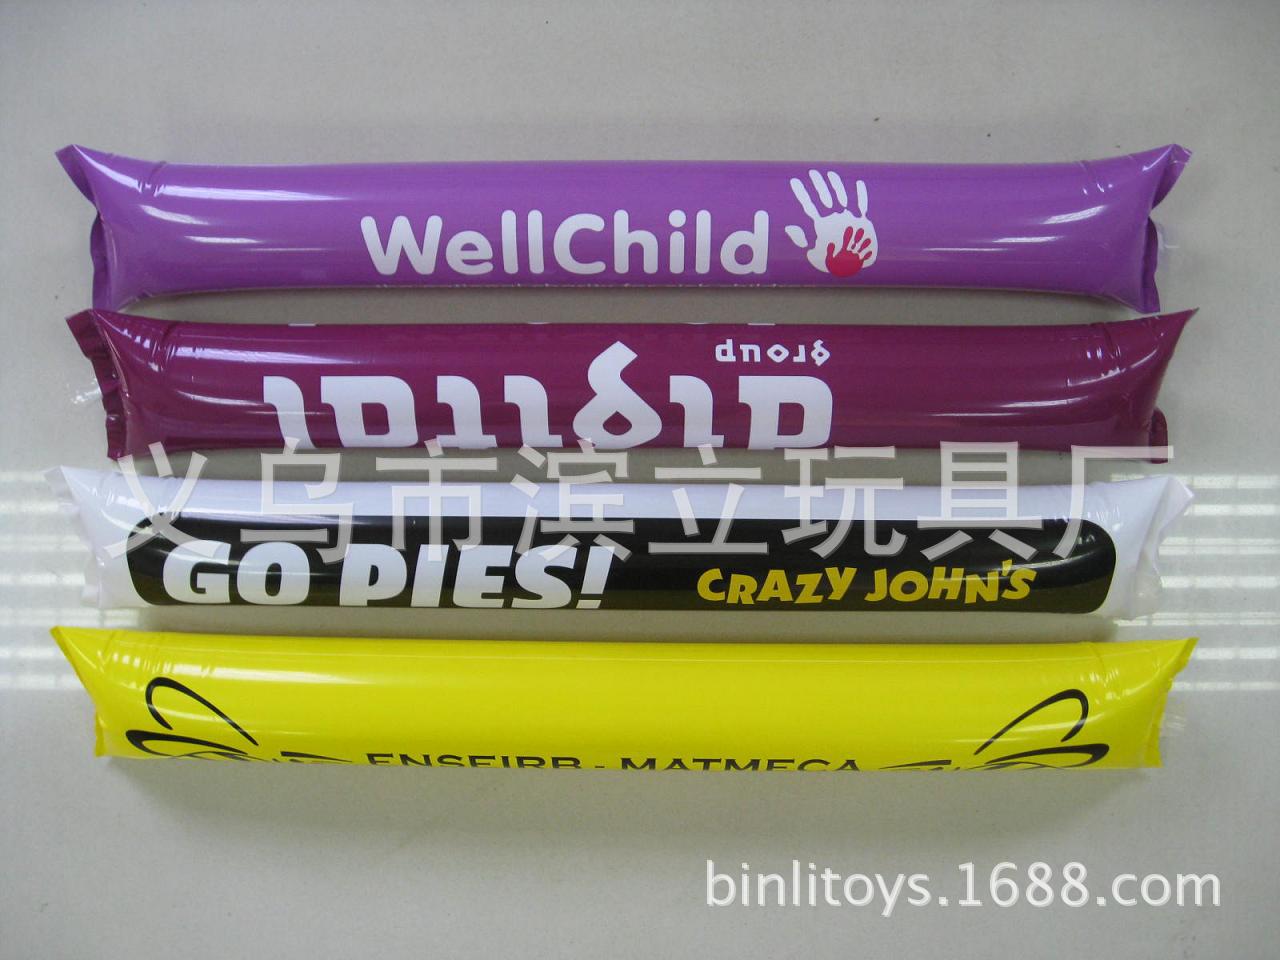 WellChild
group
义乌市滨立玩具厂
GO PIES! CRAZY JOHN'S
ENSEIRB - MATMECA
binlitoys.1688.com